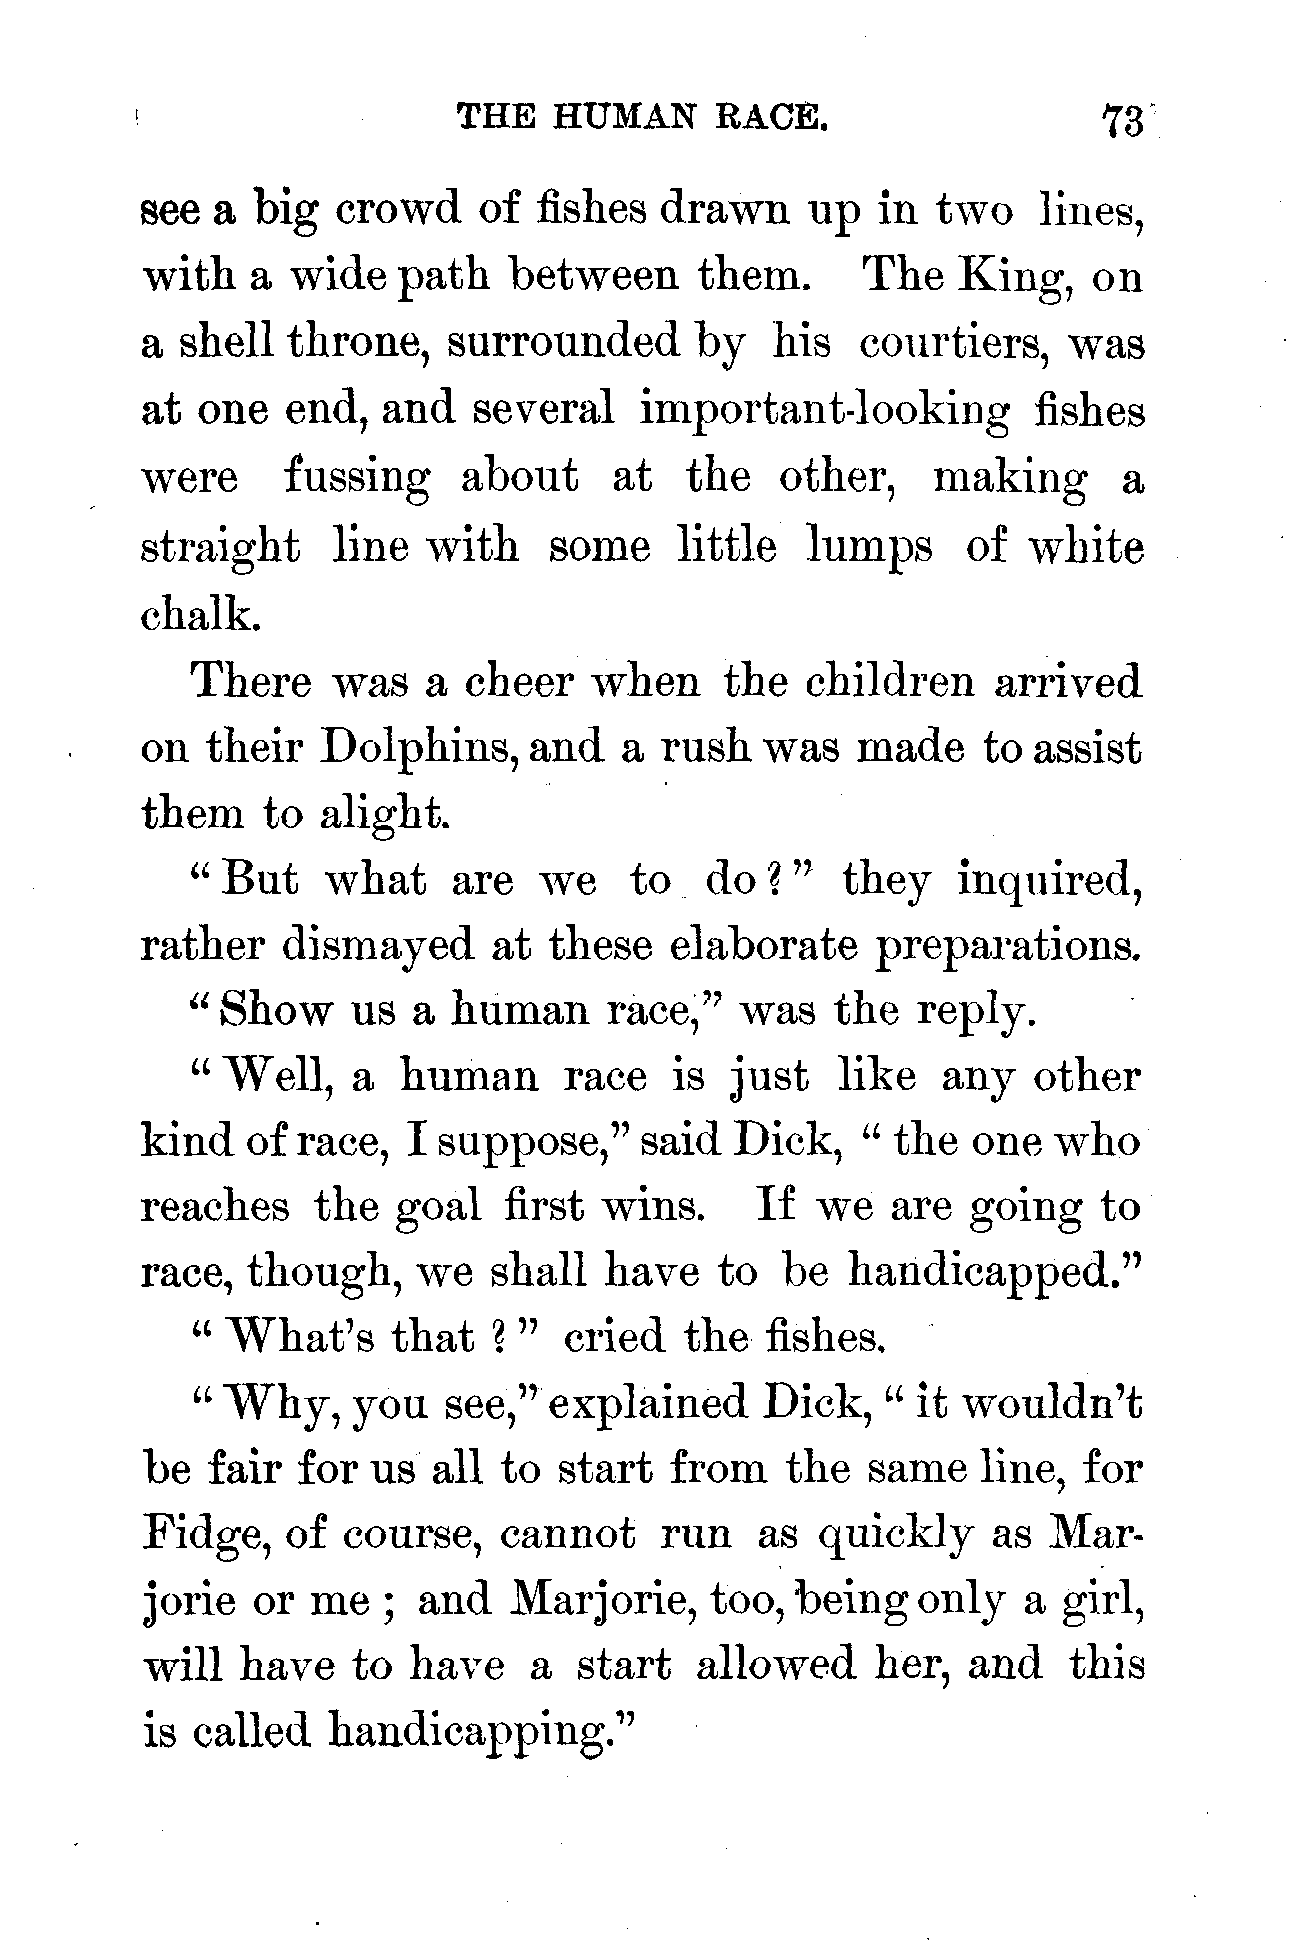 THE HUMAN RACE. 73
see a big crowd of fishes drawn up in two lines,
with a wide path between them. The King, on
a shell throne, surrounded by his courtiers, was
at one end, and several important-looking fishes
were fussing about at the other, making a
straight line with some little lumps of white
chalk.
There was a cheer when the children arrived
on their Dolphins, and a rush was made to assist
them to alight.
“ But what are we to do ? ” they inquired,
rather dismayed at these elaborate preparations.
“ Show us a human race,” was the reply.
“ Well, a human race is just like any other
kind of race, I suppose,” said Dick, “ the one who
reaches the goal first wins. If we are going to
race, though, we shall have to be handicapped.”
“ What’s that ? ” cried the fishes.
“ Why, you see,” explained Dick, “ it wouldn’t
be fair for us all to start from the same line, for
Fidge, of course, cannot run as quickly as Mar-
jorie or me ; and Marjorie, too, being only a girl,
will have to have a start allowed her, and this
is called handicapping.”